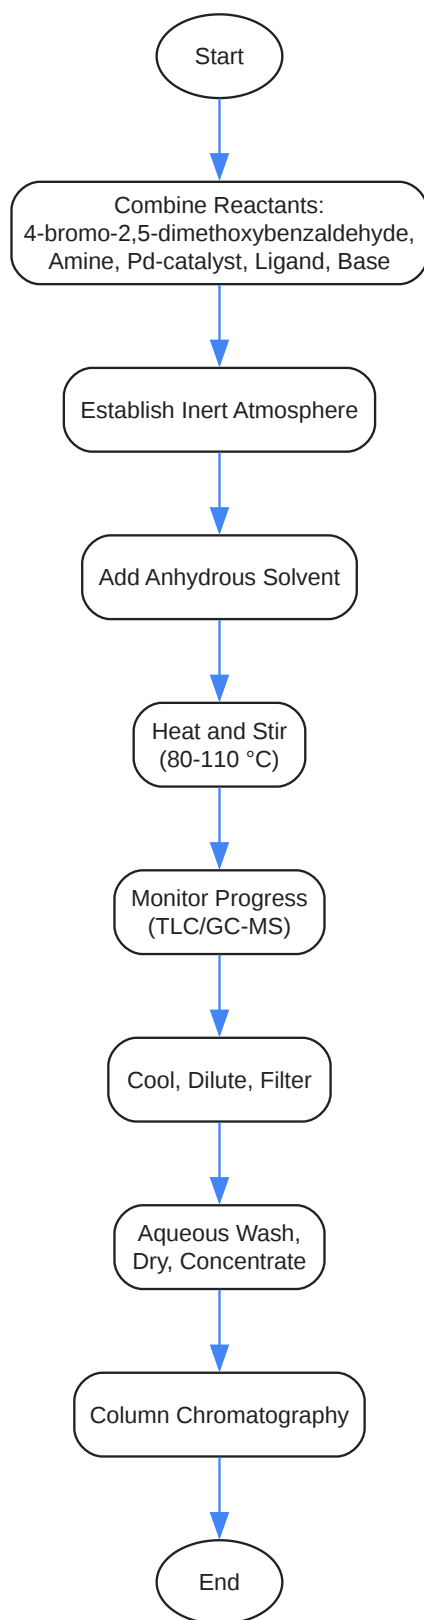 Start
Combine Reactants:
4-bromo-2,5-dimethoxybenzaldehyde,
Amine, Pd-catalyst, Ligand, Base
Establish Inert Atmosphere
Add Anhydrous Solvent
Heat and Stir
(80-110 °C)
Monitor Progress
(TLC/GC-MS)
Cool, Dilute, Filter
Aqueous Wash,
Dry, Concentrate
Column Chromatography
End